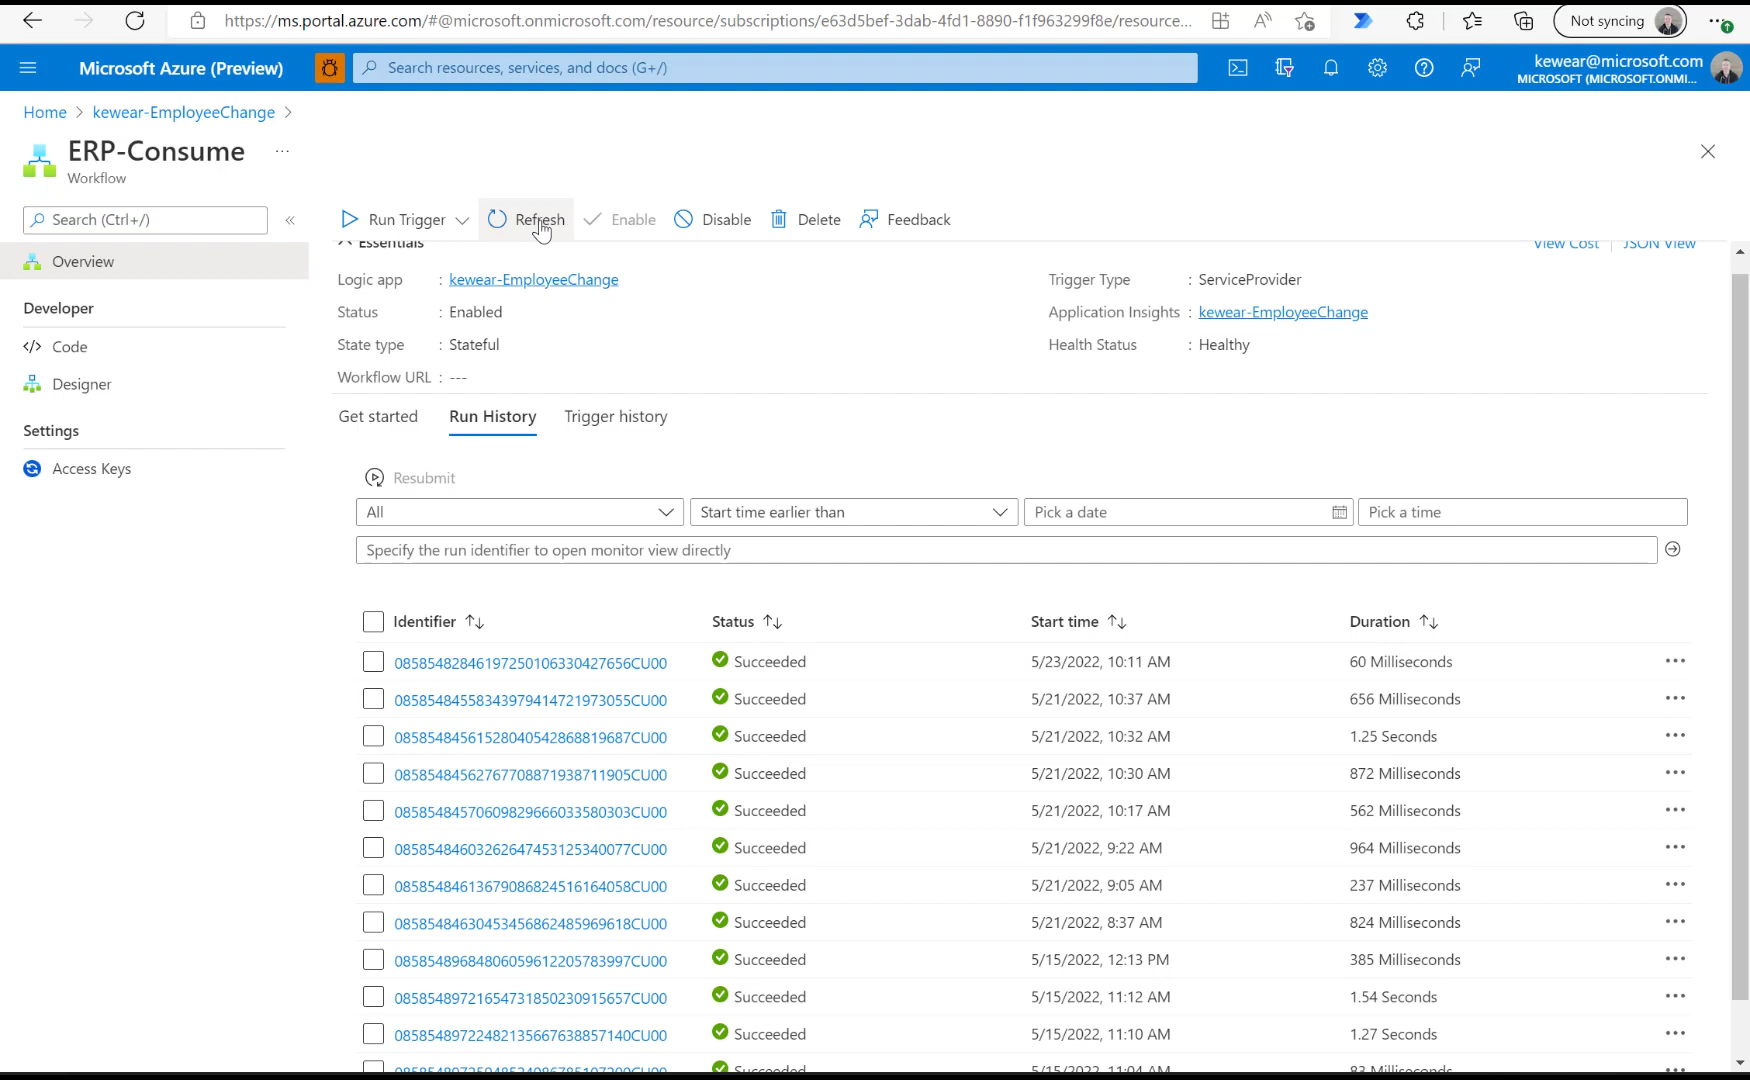 https://ms.portal.azure.com/#@microsoft.onmicrosoft.com/resource/subscriptions/e63d5bef-3dab-4fd1-8890-f1f963299f8e/resource...
Not syncing
Microsoft Azure (Preview)
Search resources, services, and docs (G+/)
kewear@microsoft.com
MICROSOFT (MICROSOFT.ONMI...
Home > kewear-EmployeeChange >
ERP-Consume ...
Workflow
Search (Ctrl+/)
«
Run Trigger
Refresh
Enable
Disable
Delete
Feedback
Overview
Developer
Code
Designer
Settings
Access Keys
Essentials
View Cost | JSON View
Logic app : kewear-EmployeeChange
Trigger Type : ServiceProvider
Status : Enabled
Application Insights : kewear-EmployeeChange
State type : Stateful
Health Status : Healthy
Workflow URL : ---
Get started
Run History
Trigger history
Resubmit
All
Start time earlier than
Pick a date
Pick a time
Specify the run identifier to open monitor view directly
Identifier Status Start time Duration
08585482846197250106330427656CU00 Succeeded 5/23/2022, 10:11 AM 60 Milliseconds
08585484558343979414721973055CU00 Succeeded 5/21/2022, 10:37 AM 656 Milliseconds
08585484561528040542868819687CU00 Succeeded 5/21/2022, 10:32 AM 1.25 Seconds
08585484562767708871938711905CU00 Succeeded 5/21/2022, 10:30 AM 872 Milliseconds
08585484570609829666033580303CU00 Succeeded 5/21/2022, 10:17 AM 562 Milliseconds
08585484603262647453125340077CU00 Succeeded 5/21/2022, 9:22 AM 964 Milliseconds
08585484613679086824516164058CU00 Succeeded 5/21/2022, 9:05 AM 237 Milliseconds
08585484630453456862485969618CU00 Succeeded 5/21/2022, 8:37 AM 824 Milliseconds
08585489684806059612205783997CU00 Succeeded 5/15/2022, 12:13 PM 385 Milliseconds
08585489721654731850230915657CU00 Succeeded 5/15/2022, 11:12 AM 1.54 Seconds
08585489722482135667638857140CU00 Succeeded 5/15/2022, 11:10 AM 1.27 Seconds
Succeeded 5/15/2022, 11:04 AM 83 Milliseconds